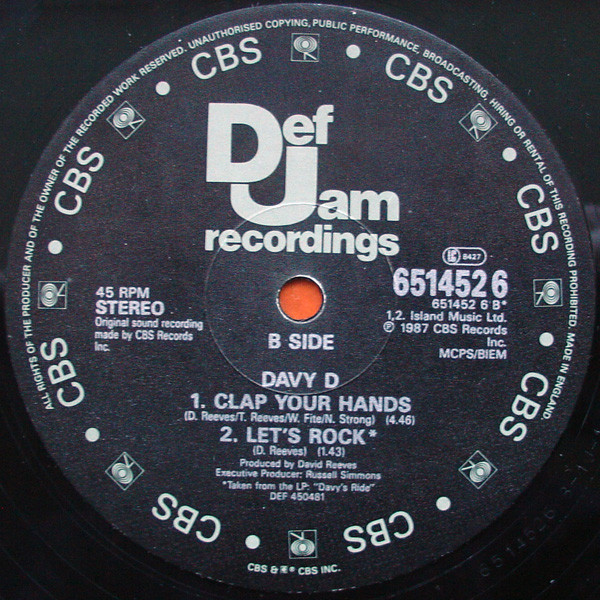 ALL RIGHTS OF THE PRODUCER AND OF THE OWNER OF THE RECORDED WORK RESERVED. UNAUTHORISED COPYING, PUBLIC PERFORMANCE, BROADCASTING, HIRING OR RENTAL OF THIS RECORDING PROHIBITED. MADE IN ENGLAND.
CBS
CBS
CBS
CBS
CBS
CBS
CBS
CBS
Def
Jam
recordings
LC 8427
6514526
651452 6 B*
45 RPM
STEREO
Original sound recording
made by CBS Records
Inc.
1,2. Island Music Ltd.
℗ 1987 CBS Records
Inc.
MCPS/BIEM
B SIDE
DAVY D
1. CLAP YOUR HANDS
(D. Reeves/T. Reeves/W. Fite/N. Strong) (4.46)
2. LET'S ROCK*
(D. Reeves) (1.43)
Produced by David Reeves
Executive Producer: Russell Simmons
*Taken from the LP: "Davy's Ride"
DEF 450481
CBS & ® CBS INC.